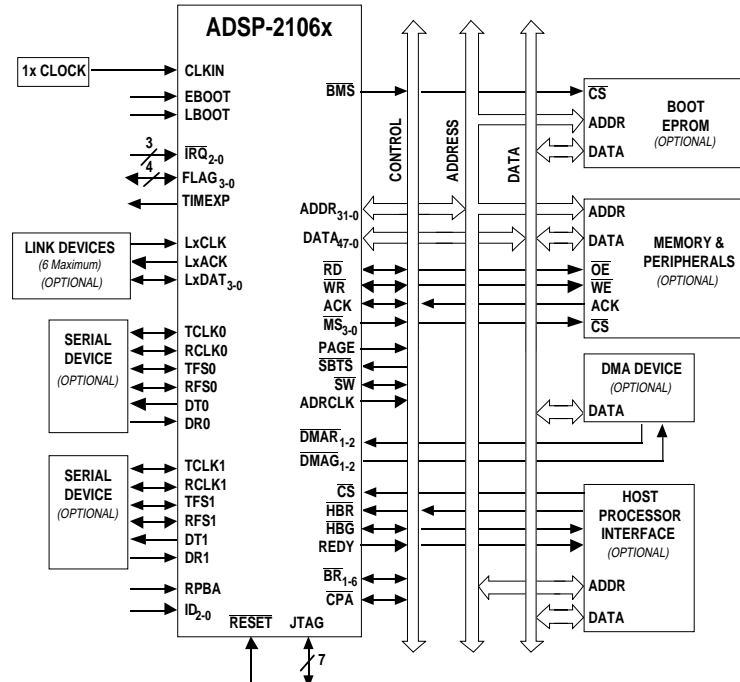 ADSP-2106x
1x CLOCK
CLKIN
EBOOT
LBOOT
3
IRQ2-0
4
FLAG3-0
TIMEXP
LINK DEVICES
(6 Maximum)
(OPTIONAL)
LxCLK
LxACK
LxDAT3-0
SERIAL
DEVICE
(OPTIONAL)
TCLK0
RCLK0
TFS0
RFS0
DT0
DR0
SERIAL
DEVICE
(OPTIONAL)
TCLK1
RCLK1
TFS1
RFS1
DT1
DR1
RPBA
ID2-0
RESET
JTAG
7
BMS
ADDR31-0
DATA47-0
RD
WR
ACK
MS3-0
PAGE
SBTS
SW
ADRCLK
DMAR1-2
DMAG1-2
CS
HBR
HBG
REDY
BR1-6
CPA
CONTROL
ADDRESS
DATA
CS
ADDR
DATA
BOOT
EPROM
(OPTIONAL)
ADDR
DATA
OE
WE
ACK
CS
MEMORY &
PERIPHERALS
(OPTIONAL)
DMA DEVICE
(OPTIONAL)
DATA
HOST
PROCESSOR
INTERFACE
(OPTIONAL)
ADDR
DATA